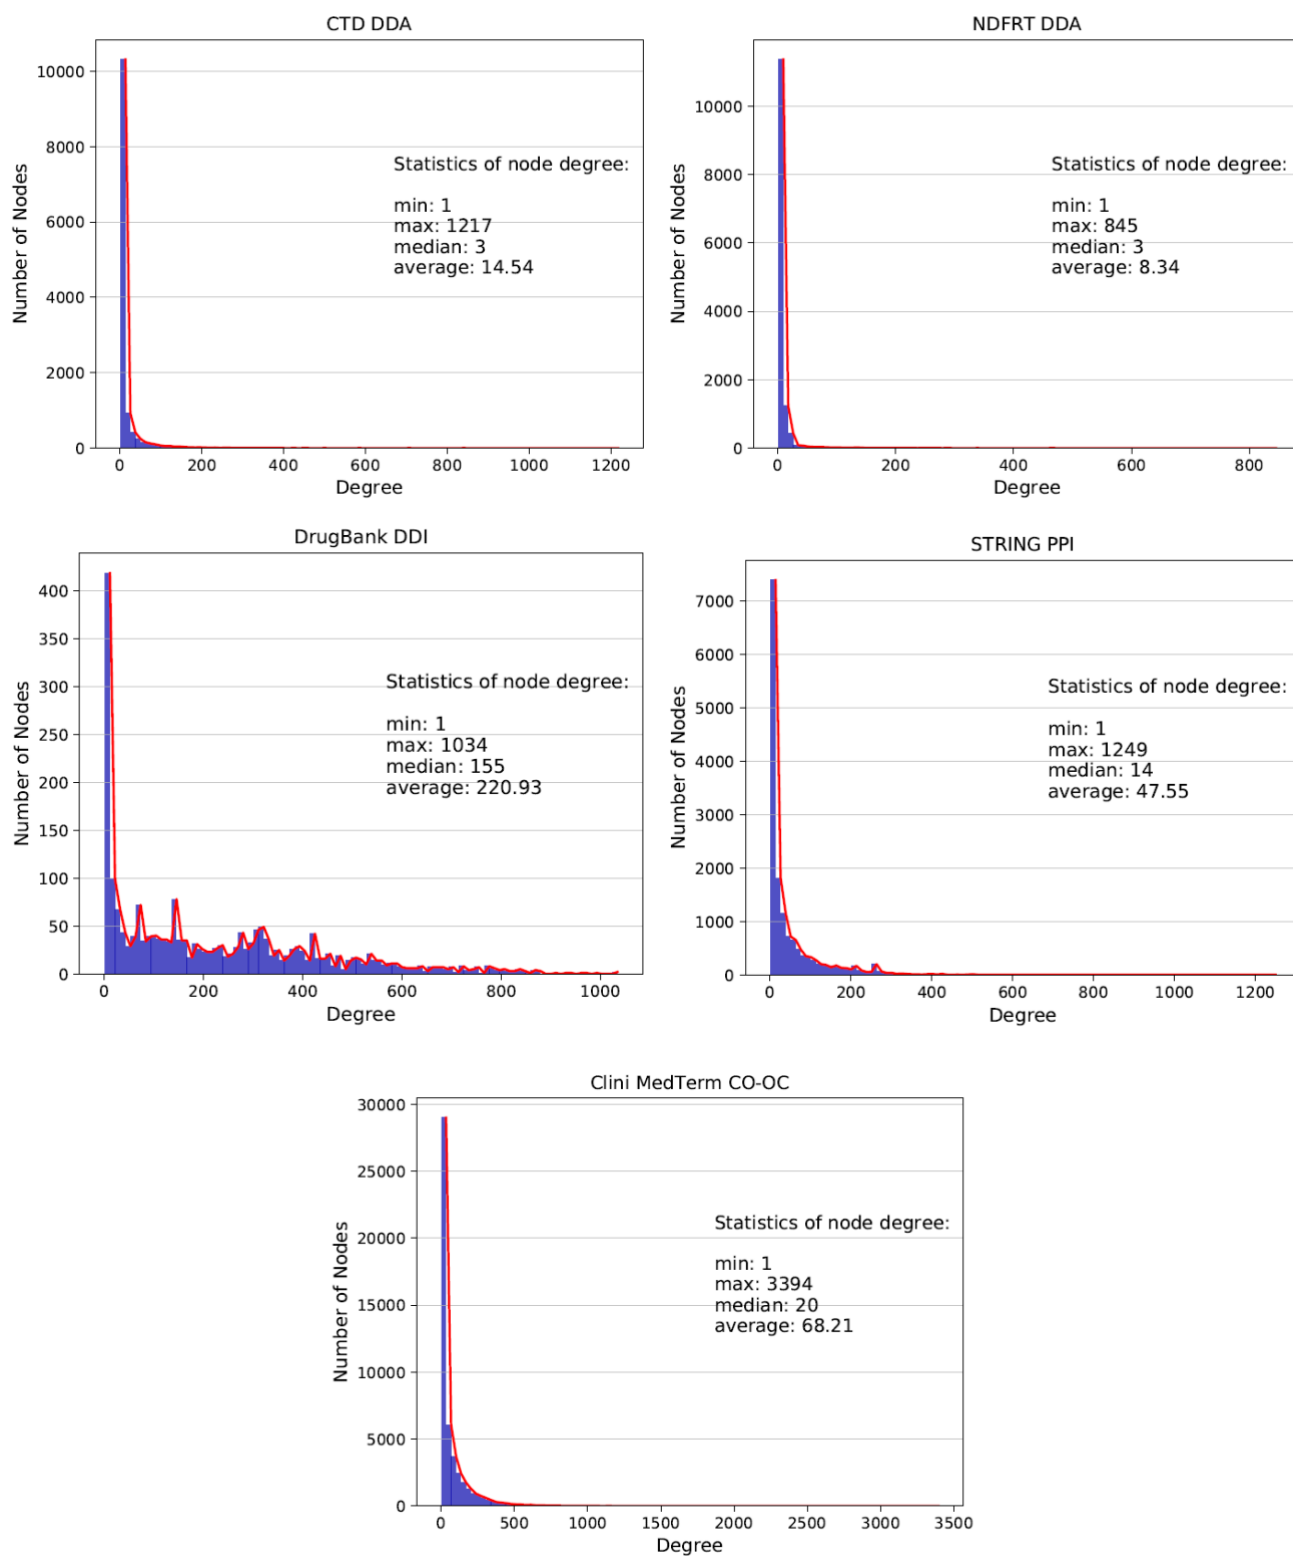 CTD DDA
10000
8000
6000
4000
2000
0
Number of Nodes
Statistics of node degree:
min: 1
max: 1217
median: 3
average: 14.54
0 200 400 600 800 1000 1200
Degree
NDFRT DDA
10000
8000
6000
4000
2000
0
Number of Nodes
Statistics of node degree:
min: 1
max: 845
median: 3
average: 8.34
0 200 400 600 800
Degree
DrugBank DDI
400
350
300
250
200
150
100
50
0
Number of Nodes
Statistics of node degree:
min: 1
max: 1034
median: 155
average: 220.93
0 200 400 600 800 1000
Degree
STRING PPI
7000
6000
5000
4000
3000
2000
1000
0
Number of Nodes
Statistics of node degree:
min: 1
max: 1249
median: 14
average: 47.55
0 200 400 600 800 1000 1200
Degree
Clini MedTerm CO-OC
30000
25000
20000
15000
10000
5000
0
Number of Nodes
Statistics of node degree:
min: 1
max: 3394
median: 20
average: 68.21
0 500 1000 1500 2000 2500 3000 3500
Degree